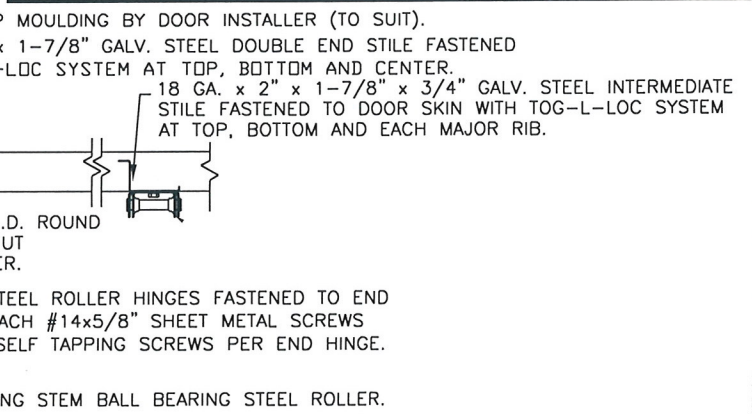 MOULDING BY DOOR INSTALLER (TO SUIT).
x 1-7/8" GALV. STEEL DOUBLE END STILE FASTENED
-LOC SYSTEM AT TOP, BOTTOM AND CENTER.
18 GA. x 2" x 1-7/8" x 3/4" GALV. STEEL INTERMEDIATE
STILE FASTENED TO DOOR SKIN WITH TOG-L-LOC SYSTEM
AT TOP, BOTTOM AND EACH MAJOR RIB.
.D. ROUND
UT
ER.
TEEL ROLLER HINGES FASTENED TO END
ACH #14x5/8" SHEET METAL SCREWS
SELF TAPPING SCREWS PER END HINGE.
NG STEM BALL BEARING STEEL ROLLER.